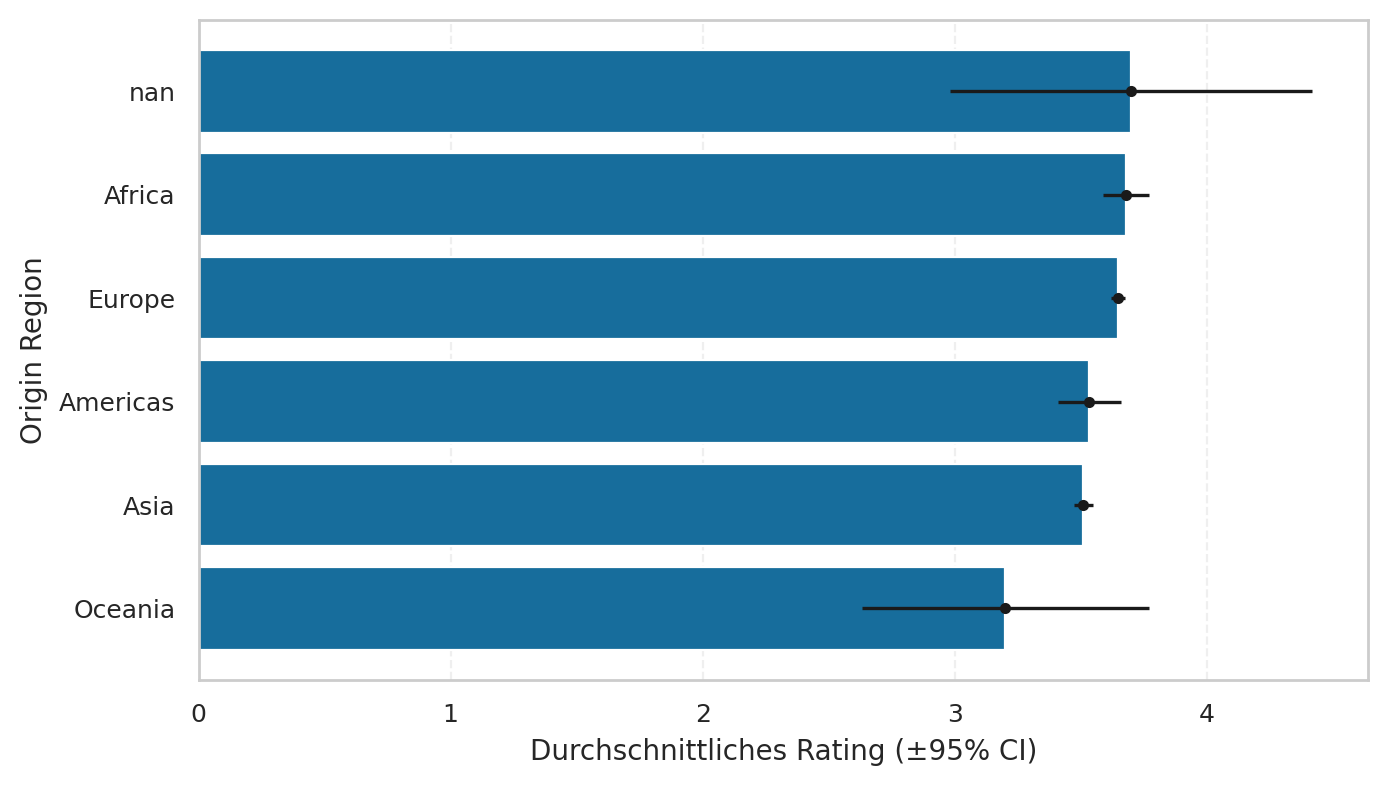 Origin Region
nan
Africa
Europe
Americas
Asia
Oceania
0 1 2 3 4
Durchschnittliches Rating (±95% CI)